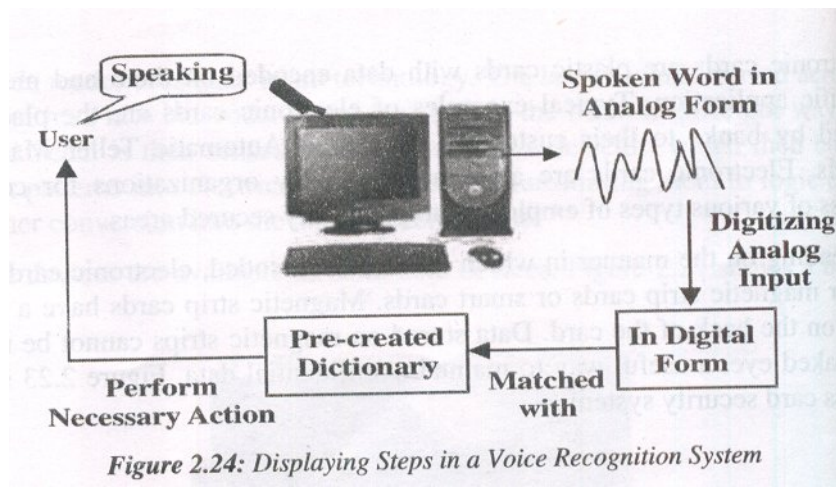 Speaking
User
Spoken Word in
Analog Form
Digitizing
Analog
Input
In Digital
Form
Matched
with
Pre-created
Dictionary
Perform
Necessary Action
Figure 2.24: Displaying Steps in a Voice Recognition System